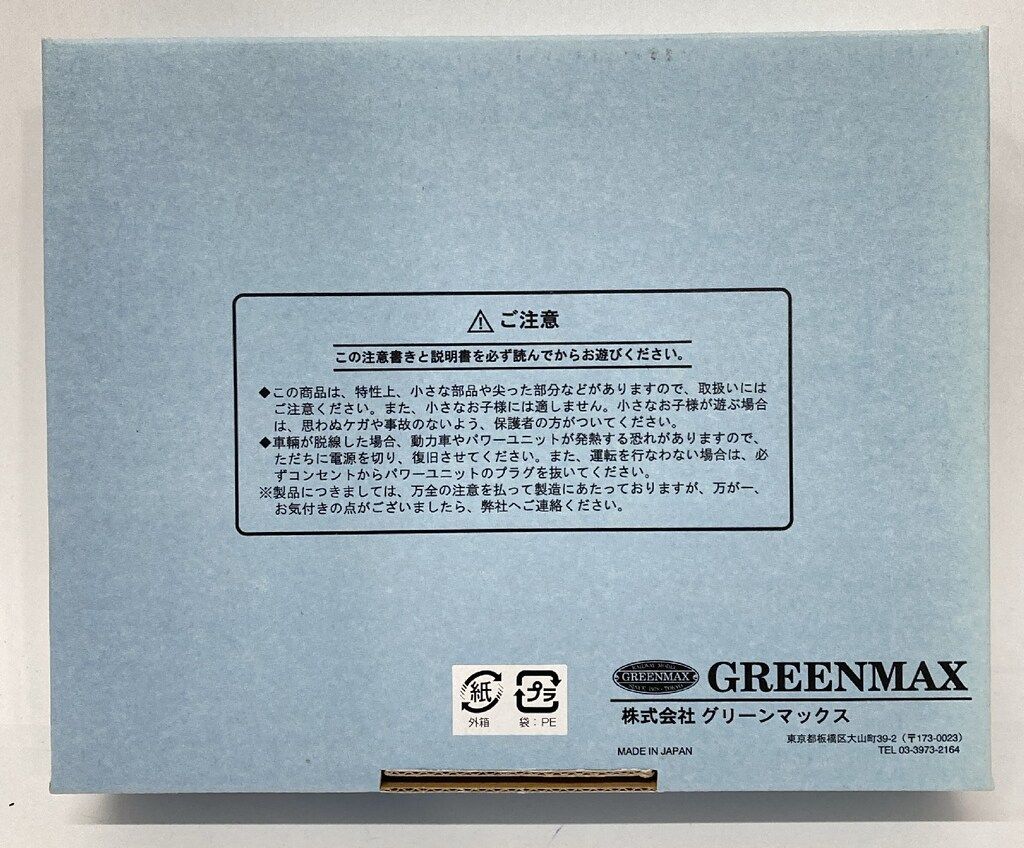 ⚠ ご注意
この注意書きと説明書を必ず読んでからお遊びください。
◆この商品は、特性上、小さな部品や尖った部分などがありますので、取扱いには
ご注意ください。また、小さなお子様には適しません。小さなお子様が遊ぶ場合
は、思わぬケガや事故のないよう、保護者の方がついてください。
◆車輛が脱線した場合、動力車やパワーユニットが発熱する恐れがありますので、
ただちに電源を切り、復旧させてください。また、運転を行なわない場合は、必
ずコンセントからパワーユニットのプラグを抜いてください。
※製品につきましては、万全の注意を払って製造にあたっておりますが、万が一、
お気付きの点がございましたら、弊社へご連絡ください。
紙
外箱
プラ
袋：PE
RAILWAY MODEL
GREENMAX
GREENMAX
株式会社 グリーンマックス
東京都板橋区大山町39-2（〒173-0023）
MADE IN JAPAN
TEL 03-3973-2164